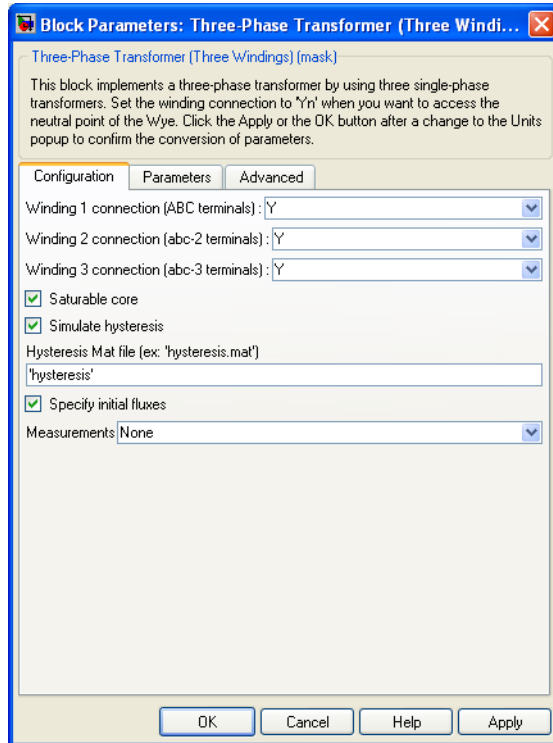 Block Parameters: Three-Phase Transformer (Three Windi...
Three-Phase Transformer (Three Windings) (mask)
This block implements a three-phase transformer by using three single-phase
transformers. Set the winding connection to 'Yn' when you want to access the
neutral point of the Wye. Click the Apply or the OK button after a change to the Units
popup to confirm the conversion of parameters.
Configuration Parameters Advanced
Winding 1 connection (ABC terminals) : Y
Winding 2 connection (abc-2 terminals) : Y
Winding 3 connection (abc-3 terminals) : Y
Saturable core
Simulate hysteresis
Hysteresis Mat file (ex: 'hysteresis.mat')
'hysteresis'
Specify initial fluxes
Measurements None
OK Cancel Help Apply